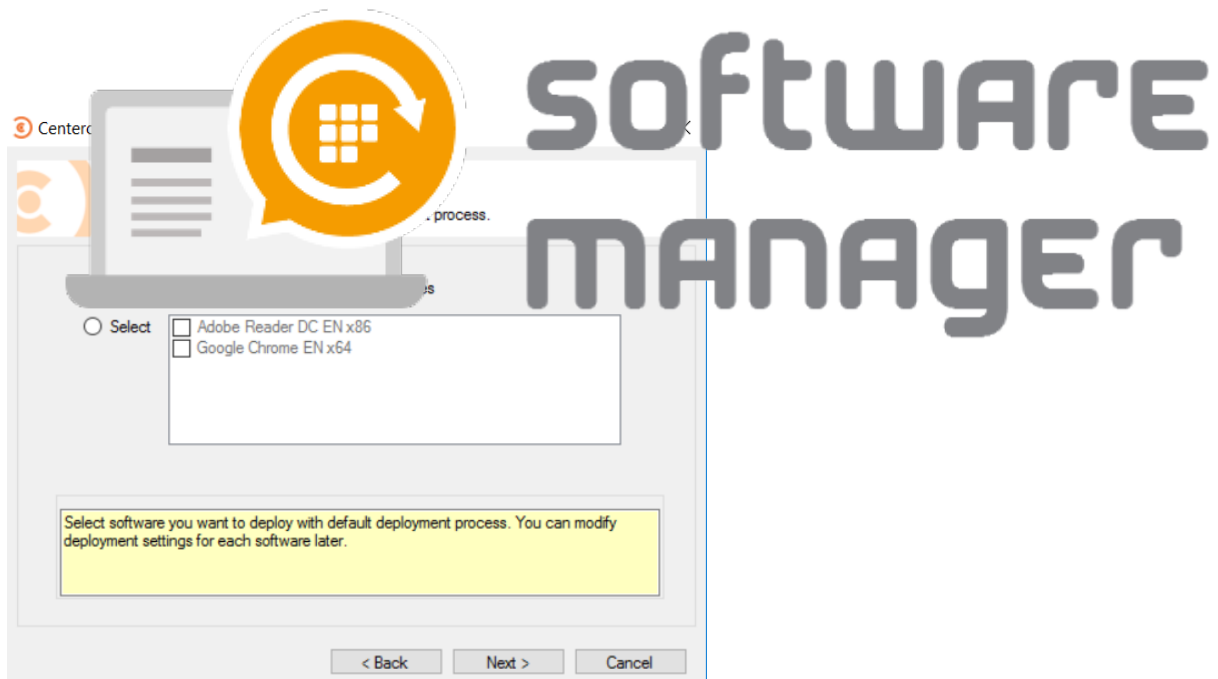 software
manager
process.
Select
Adobe Reader DC EN x86
Google Chrome EN x64
Select software you want to deploy with default deployment process. You can modify
deployment settings for each software later.
< Back
Next >
Cancel